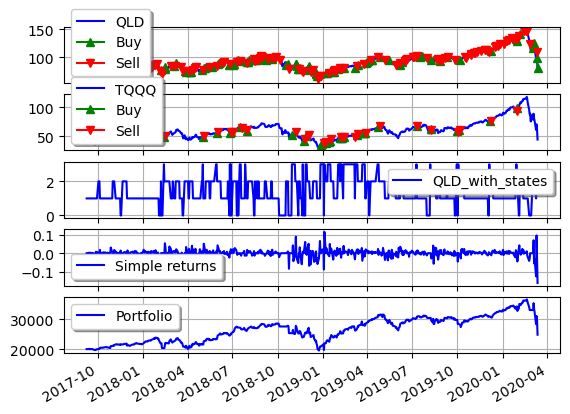 150
100
QLD
Buy
Sell
100
50
TQQQ
Buy
Sell
2
0
QLD_with_states
0.1
0.0
−0.1
Simple returns
30000
20000
Portfolio
2017-10
2018-01
2018-04
2018-07
2018-10
2019-01
2019-04
2019-07
2019-10
2020-01
2020-04